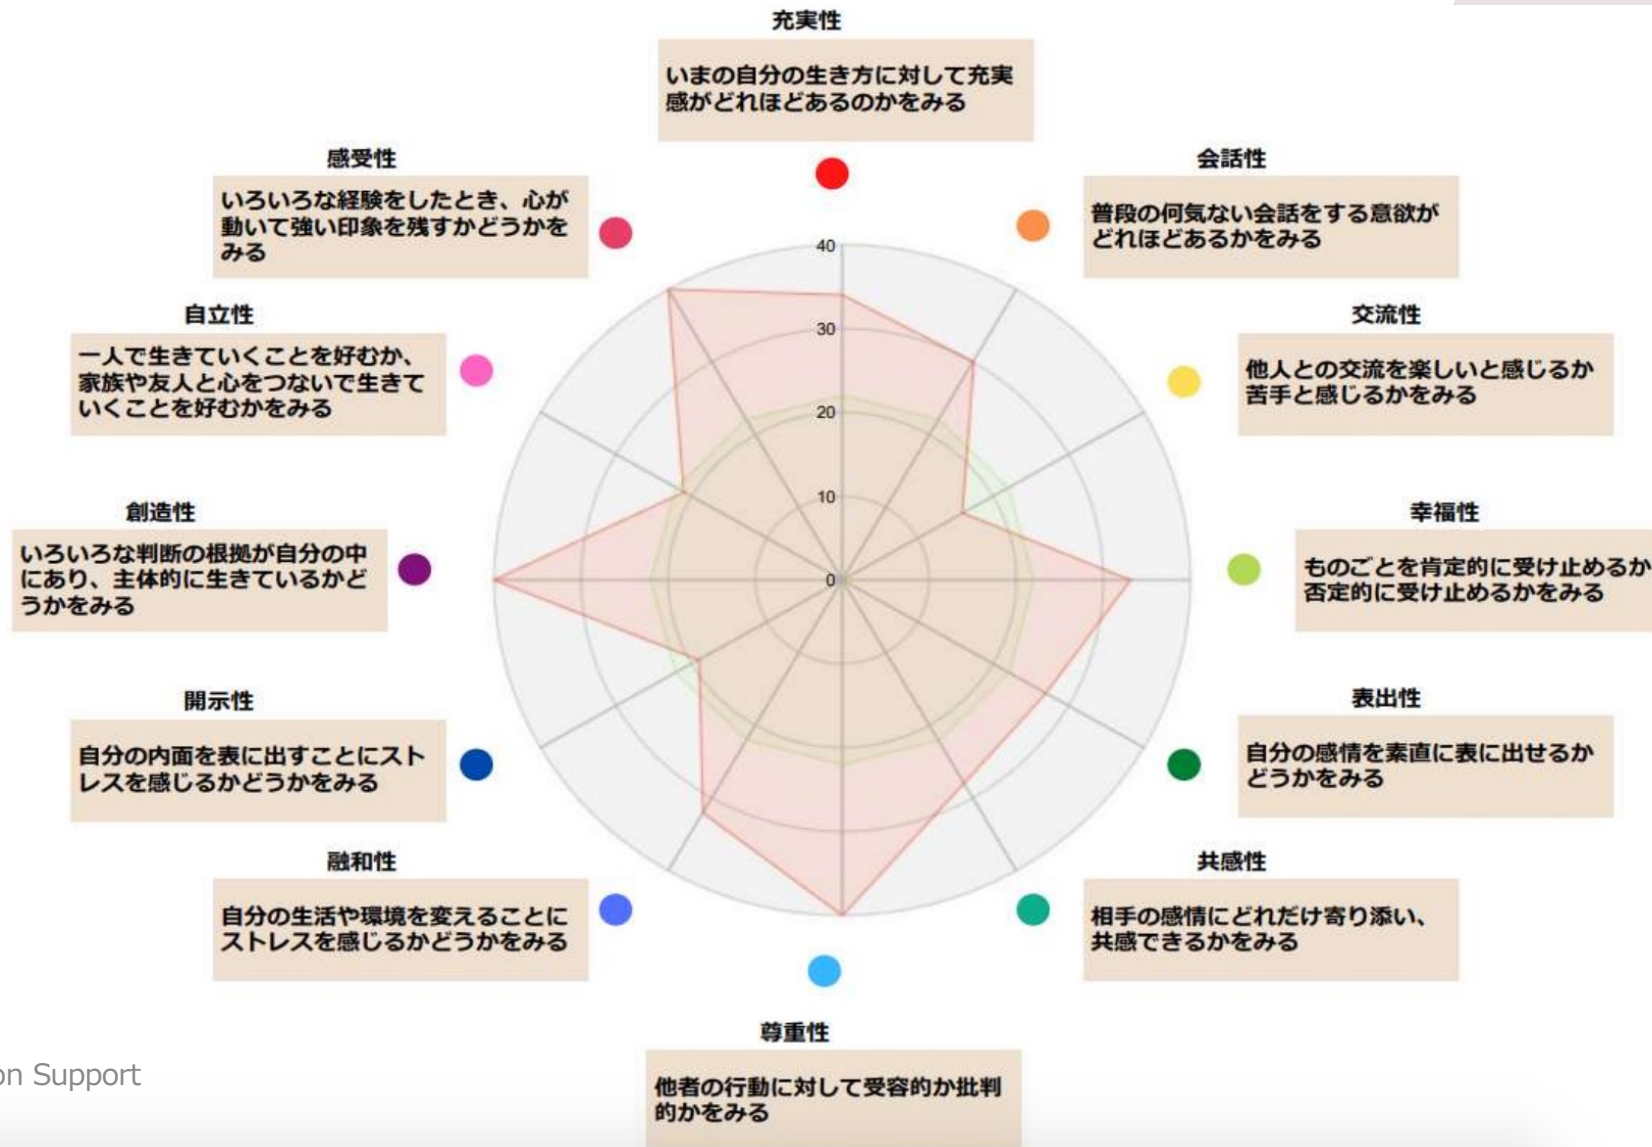 充実性
いまの自分の生き方に対して充実
感がどれほどあるのかをみる
会話性
普段の何気ない会話をする意欲が
どれほどあるかをみる
交流性
他人との交流を楽しいと感じるか
苦手と感じるかをみる
幸福性
ものごとを肯定的に受け止めるか
否定的に受け止めるかをみる
表出性
自分の感情を素直に表に出せるか
どうかをみる
共感性
相手の感情にどれだけ寄り添い、
共感できるかをみる
尊重性
他者の行動に対して受容的か批判
的かをみる
融和性
自分の生活や環境を変えることに
ストレスを感じるかどうかをみる
開示性
自分の内面を表に出すことにスト
レスを感じるかどうかをみる
創造性
いろいろな判断の根拠が自分の中
にあり、主体的に生きているかど
うかをみる
自立性
一人で生きていくことを好むか、
家族や友人と心をつないで生きて
いくことを好むかをみる
感受性
いろいろな経験をしたとき、心が
動いて強い印象を残すかどうかを
みる
40
30
20
10
0
on Support